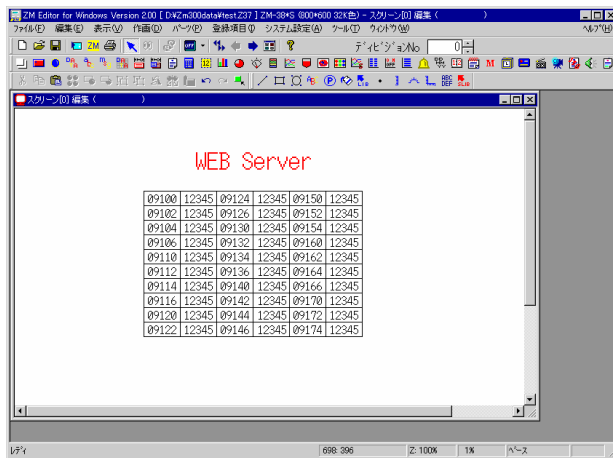 ZM Editor for Windows Version 2.00 [ D:¥Zm300data¥test.Z37 ] ZM-38*S (800*600 32K色) - スクリーン[0] 編集 ( )
ファイル(F) 編集(E) 表示(V) 作画(D) パーツ(P) 登録項目(I) システム設定(A) ツール(T) ウィンドウ(W) ヘルプ(H)
ZM OFF ディビジョンNo 0
スクリーン[0] 編集 ( )
WEB Server
09100 12345 09124 12345 09150 12345
09102 12345 09126 12345 09152 12345
09104 12345 09130 12345 09154 12345
09106 12345 09132 12345 09160 12345
09110 12345 09134 12345 09162 12345
09112 12345 09136 12345 09164 12345
09114 12345 09140 12345 09166 12345
09116 12345 09142 12345 09170 12345
09120 12345 09144 12345 09172 12345
09122 12345 09146 12345 09174 12345
レディ 698: 396 Z: 100% 1% ベース